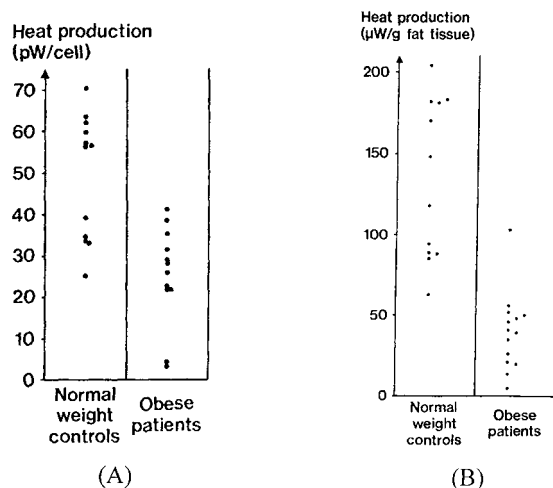 Heat production
(pW/cell)
70
60
50
40
30
20
10
0
Normal
weight
controls
Obese
patients
(A)
Heat production
(µW/g fat tissue)
200
150
100
50
0
Normal
weight
controls
Obese
patients
(B)